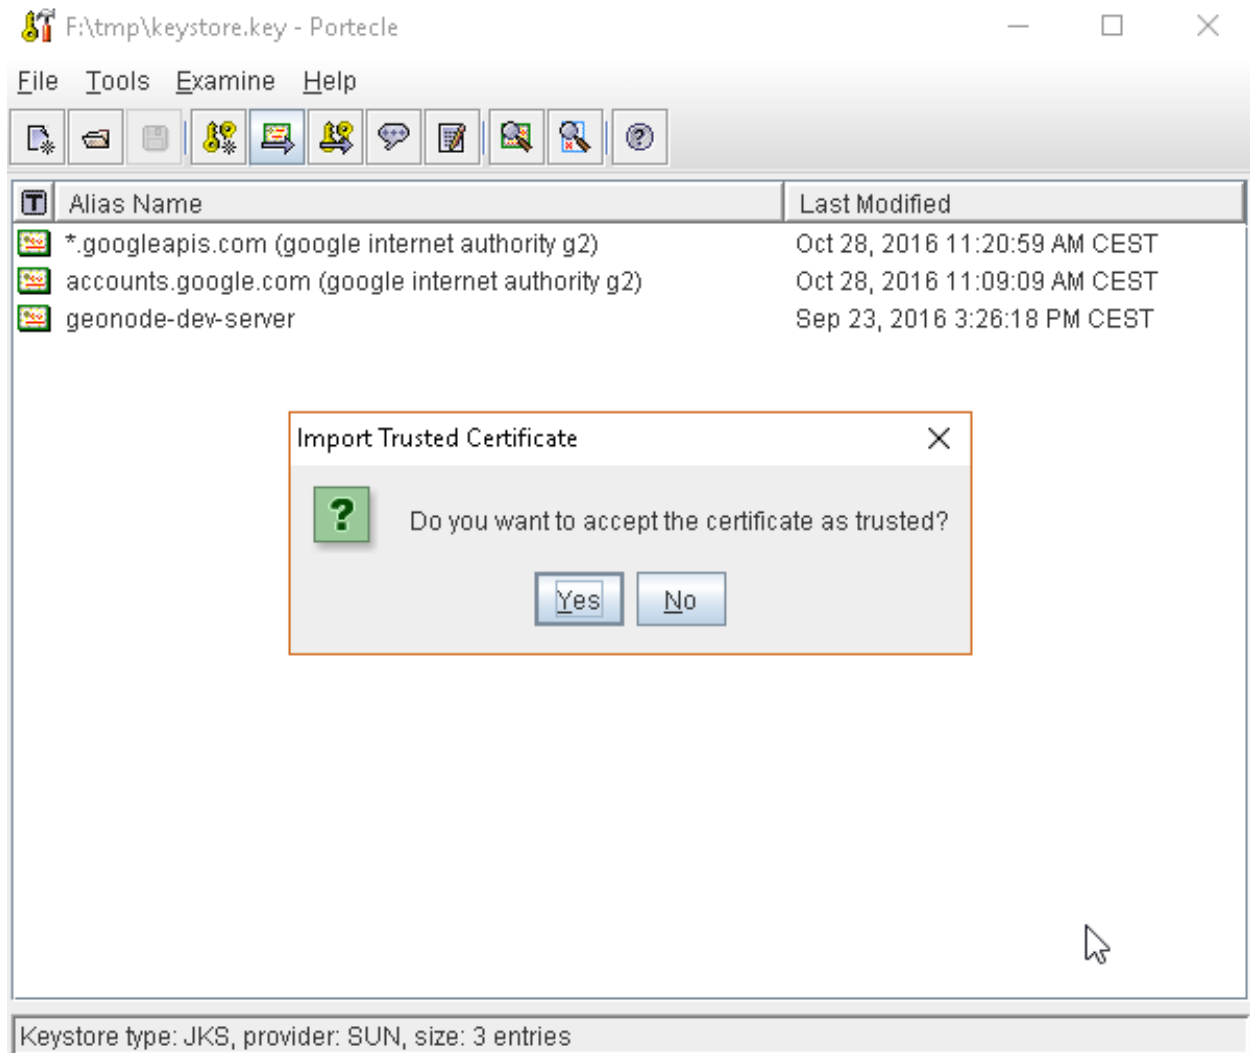 F:\tmp\keystore.key - Portecle
File Tools Examine Help
T Alias Name Last Modified
*.googleapis.com (google internet authority g2) Oct 28, 2016 11:20:59 AM CEST
accounts.google.com (google internet authority g2) Oct 28, 2016 11:09:09 AM CEST
geonode-dev-server Sep 23, 2016 3:26:18 PM CEST
Import Trusted Certificate
? Do you want to accept the certificate as trusted?
Yes No
Keystore type: JKS, provider: SUN, size: 3 entries